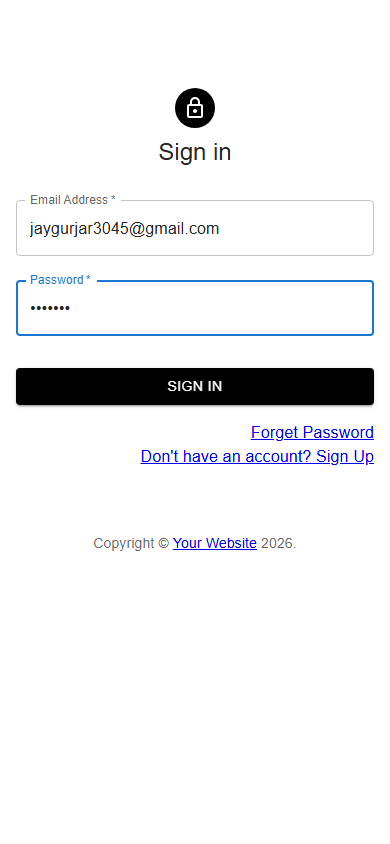 Sign in
Email Address *
jaygurjar3045@gmail.com
Password *
•••••••
SIGN IN
Forget Password
Don't have an account? Sign Up
Copyright © Your Website 2026.